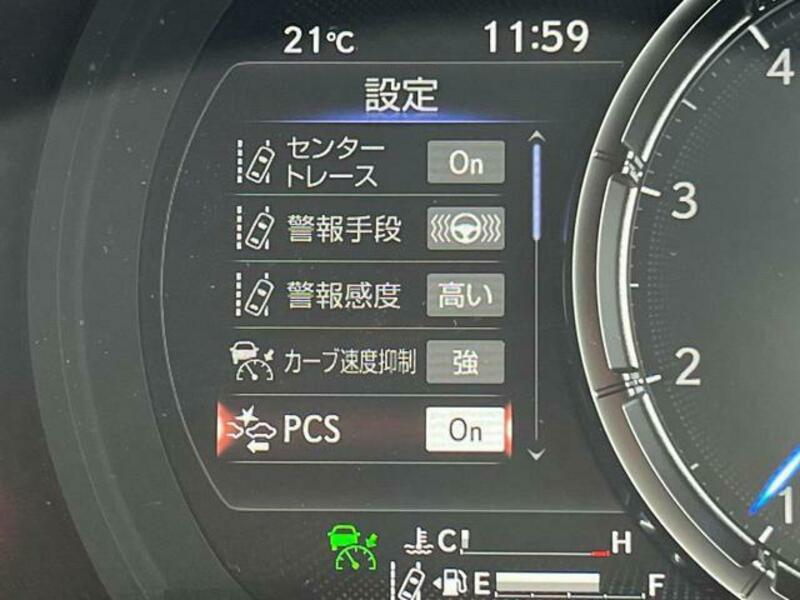 21℃ 11:59
設定
センター
トレース On
警報手段
警報感度 高い
カーブ速度抑制 強
PCS On
4
3
2
1
C H
E F